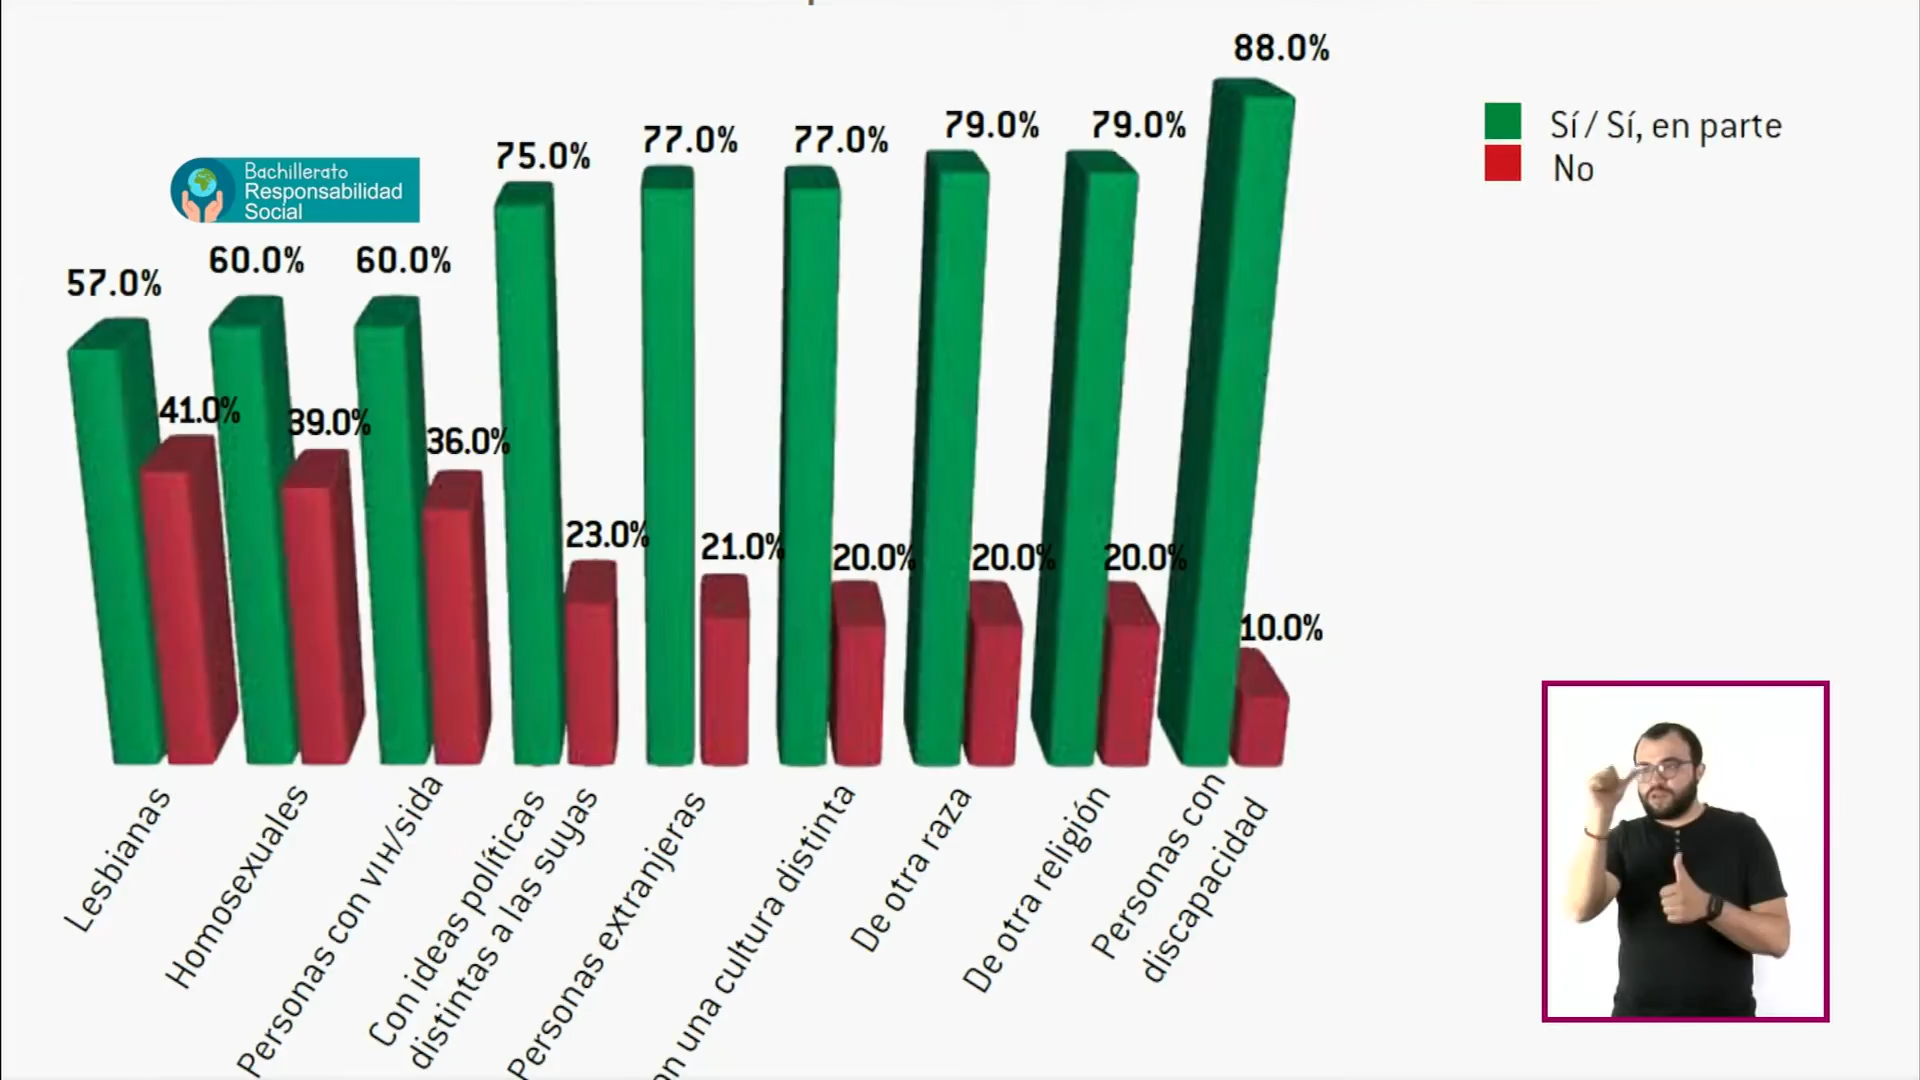 88.0%
79.0%
79.0%
77.0%
77.0%
75.0%
Sí / Sí, en parte
No
Bachillerato
Responsabilidad
Social
57.0%
60.0%
60.0%
41.0%
39.0%
36.0%
23.0%
21.0%
20.0%
20.0%
20.0%
10.0%
Lesbianas
Homosexuales
Personas con VIH/sida
Con ideas políticas
distintas a las suyas
Personas extranjeras
una cultura distinta
De otra raza
De otra religión
Personas con
discapacidad